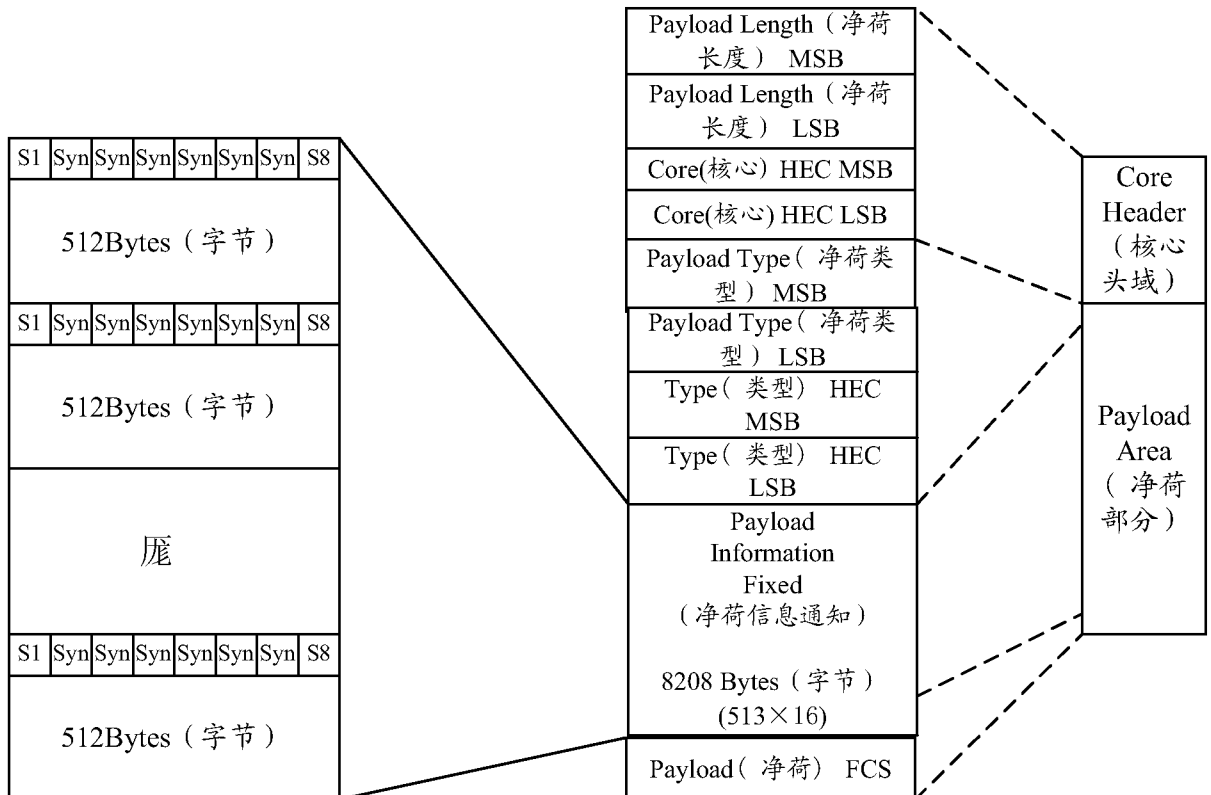 S1 Syn Syn Syn Syn Syn Syn S8
512Bytes（字节）
S1 Syn Syn Syn Syn Syn Syn S8
512Bytes（字节）
厐
S1 Syn Syn Syn Syn Syn Syn S8
512Bytes（字节）
Payload Length（净荷
长度） MSB
Payload Length（净荷
长度） LSB
Core(核心) HEC MSB
Core(核心) HEC LSB
Payload Type（净荷类
型）MSB
Payload Type（净荷类
型）LSB
Type（类型） HEC
MSB
Type（类型） HEC
LSB
Payload
Information
Fixed
（净荷信息通知）
8208 Bytes（字节）
(513×16)
Payload（净荷） FCS
Core
Header
（核心
头域）
Payload
Area
（净荷
部分）